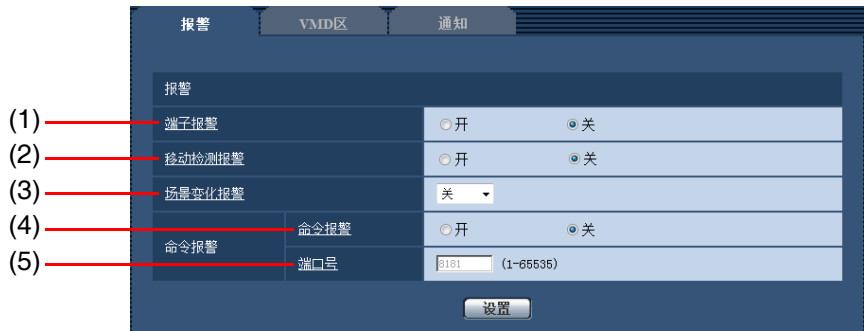 报警 VMD区 通知
报警
(1) 端子报警 开 关
(2) 移动检测报警 开 关
(3) 场景变化报警 关
(4) 命令报警 命令报警 开 关
(5) 端口号 8181 (1-65535)
设置